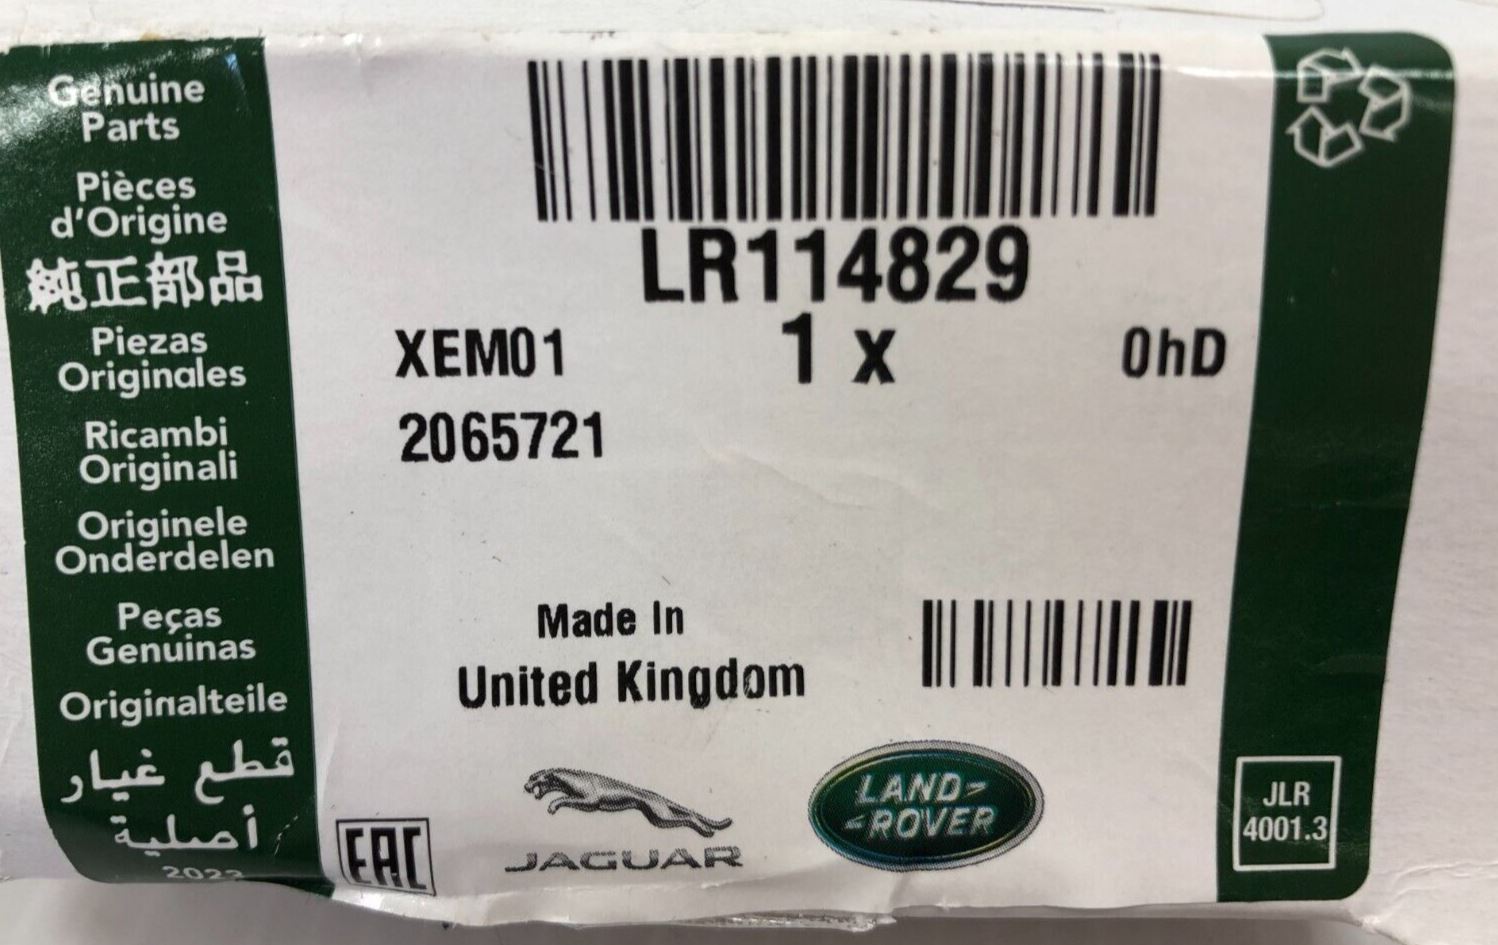 Genuine
Parts
Pièces
d'Origine
純正部品
Piezas
Originales
Ricambi
Originali
Originele
Onderdelen
Peças
Genuinas
Originalteile
قطع غيار
أصلية
LR114829
XEM01 1 x 0hD
2065721
Made In
United Kingdom
EAC
JAGUAR
LAND-
-ROVER
JLR
4001.3